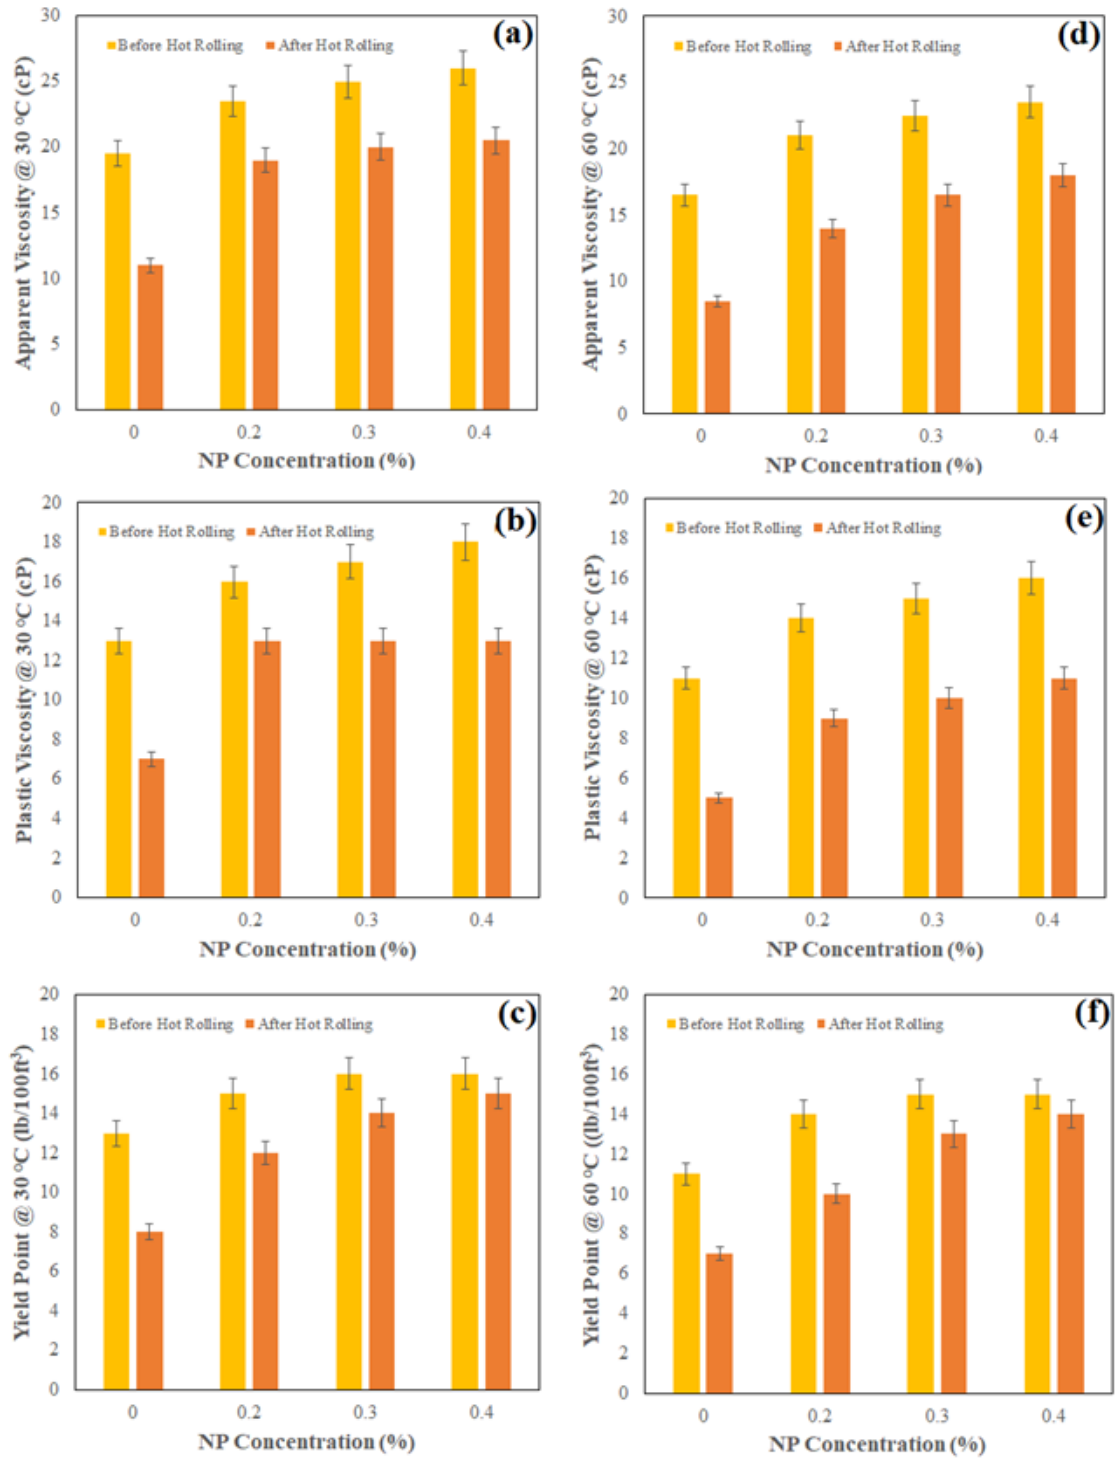 (a)
Before Hot Rolling After Hot Rolling
Apparent Viscosity @ 30 °C (cP)
30
25
20
15
10
5
0
0 0.2 0.3 0.4
NP Concentration (%)
(d)
Before Hot Rolling After Hot Rolling
Apparent Viscosity @ 60 °C (cP)
30
25
20
15
10
5
0
0 0.2 0.3 0.4
NP Concentration (%)
(b)
Before Hot Rolling After Hot Rolling
Plastic Viscosity @ 30 °C (cP)
20
18
16
14
12
10
8
6
4
2
0
0 0.2 0.3 0.4
NP Concentration (%)
(e)
Before Hot Rolling After Hot Rolling
Plastic Viscosity @ 60 °C (cP)
20
18
16
14
12
10
8
6
4
2
0
0 0.2 0.3 0.4
NP Concentration (%)
(c)
Before Hot Rolling After Hot Rolling
Yield Point @ 30 °C (lb/100ft³)
20
18
16
14
12
10
8
6
4
2
0
0 0.2 0.3 0.4
NP Concentration (%)
(f)
Before Hot Rolling After Hot Rolling
Yield Point @ 60 °C ((lb/100ft³)
20
18
16
14
12
10
8
6
4
2
0
0 0.2 0.3 0.4
NP Concentration (%)